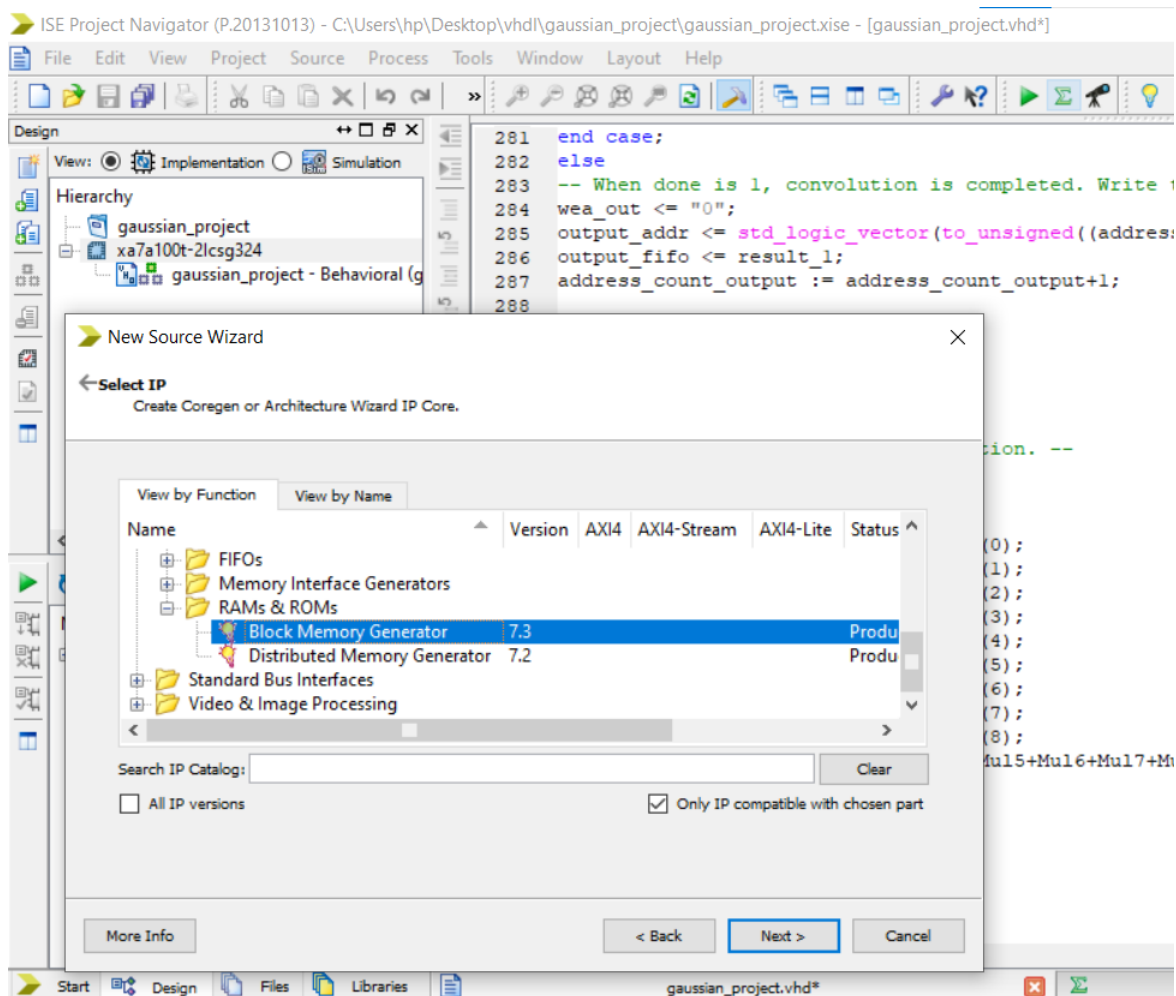 ISE Project Navigator (P.20131013) - C:\Users\hp\Desktop\vhdl\gaussian_project\gaussian_project.xise - [gaussian_project.vhd*]
File Edit View Project Source Process Tools Window Layout Help
Design
View: Implementation Simulation
Hierarchy
gaussian_project
xa7a100t-2lcsg324
gaussian_project - Behavioral (g
281 end case;
282 else
283 -- When done is 1, convolution is completed. Write t
284 wea_out <= "0";
285 output_addr <= std_logic_vector(to_unsigned((address
286 output_fifo <= result_1;
287 address_count_output := address_count_output+1;
288
New Source Wizard
Select IP
Create Coregen or Architecture Wizard IP Core.
View by Function View by Name
Name Version AXI4 AXI4-Stream AXI4-Lite Status
FIFOs
Memory Interface Generators
RAMs & ROMs
Block Memory Generator 7.3 Produ
Distributed Memory Generator 7.2 Produ
Standard Bus Interfaces
Video & Image Processing
Search IP Catalog: Clear
All IP versions Only IP compatible with chosen part
More Info < Back Next > Cancel
tion. --
(0);
(1);
(2);
(3);
(4);
(5);
(6);
(7);
(8);
Mul5+Mul6+Mul7+Mu
Start Design Files Libraries gaussian_project.vhd*